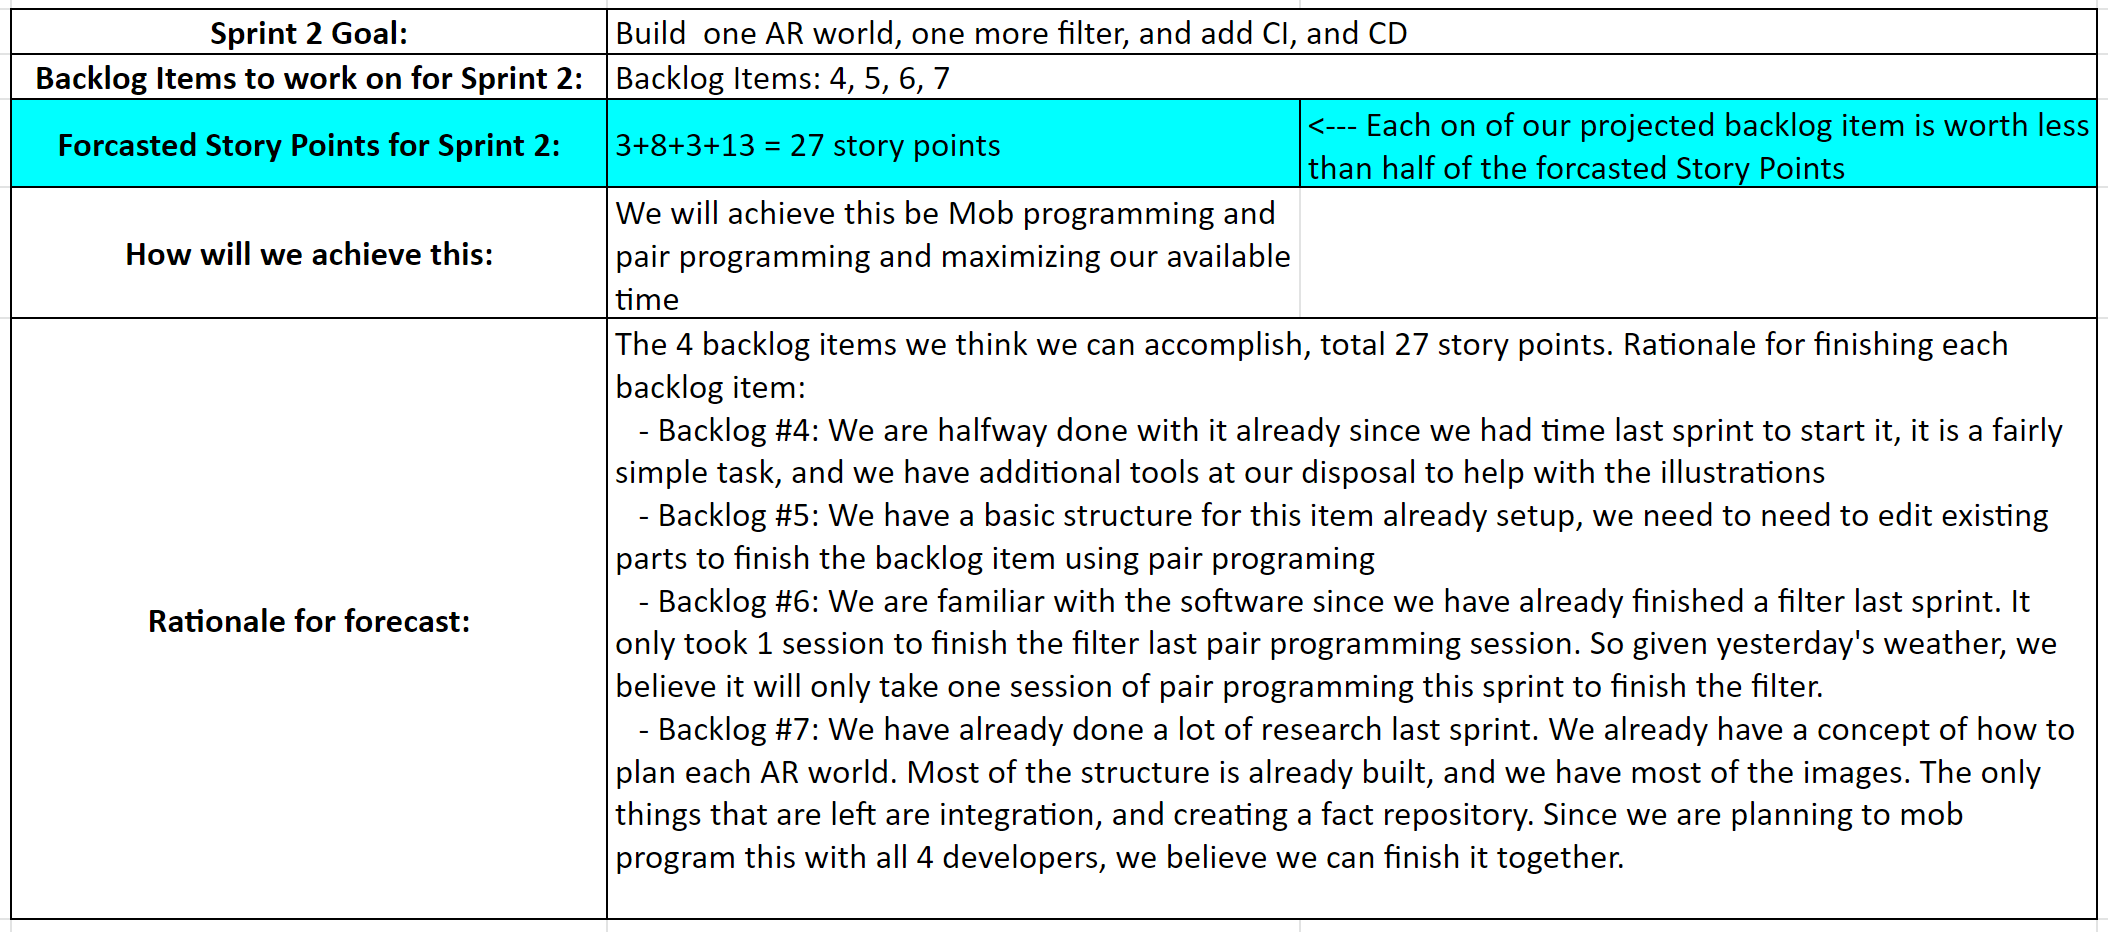 Sprint 2 Goal:
Build  one AR world, one more filter, and add CI, and CD
Backlog Items to work on for Sprint 2:
Backlog Items: 4, 5, 6, 7
Forcasted Story Points for Sprint 2:
3+8+3+13 = 27 story points
<--- Each on of our projected backlog item is worth less
than half of the forcasted Story Points
How will we achieve this:
We will achieve this be Mob programming and
pair programming and maximizing our available
time
Rationale for forecast:
The 4 backlog items we think we can accomplish, total 27 story points. Rationale for finishing each
backlog item:
- Backlog #4: We are halfway done with it already since we had time last sprint to start it, it is a fairly
simple task, and we have additional tools at our disposal to help with the illustrations
- Backlog #5: We have a basic structure for this item already setup, we need to need to edit existing
parts to finish the backlog item using pair programing
- Backlog #6: We are familiar with the software since we have already finished a filter last sprint. It
only took 1 session to finish the filter last pair programming session. So given yesterday's weather, we
believe it will only take one session of pair programming this sprint to finish the filter.
- Backlog #7: We have already done a lot of research last sprint. We already have a concept of how to
plan each AR world. Most of the structure is already built, and we have most of the images. The only
things that are left are integration, and creating a fact repository. Since we are planning to mob
program this with all 4 developers, we believe we can finish it together.